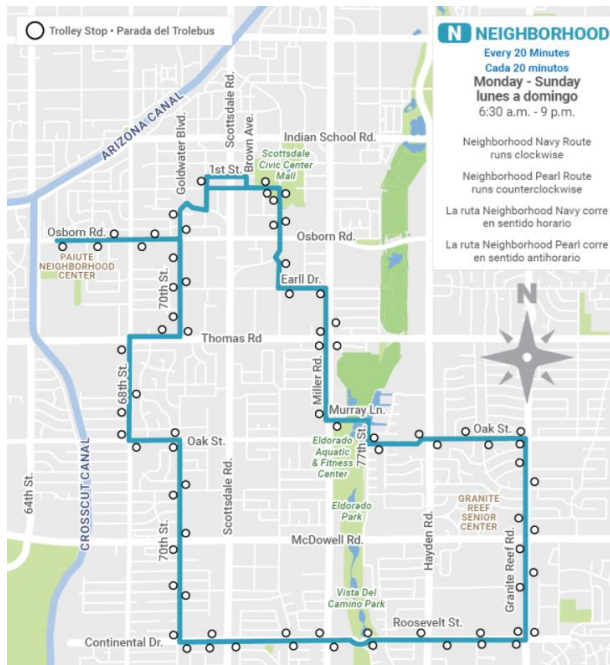 Trolley Stop • Parada del Trolebus
N NEIGHBORHOOD
Every 20 Minutes
Cada 20 minutos
Monday - Sunday
lunes a domingo
6:30 a.m. - 9 p.m.
Neighborhood Navy Route
runs clockwise
Neighborhood Pearl Route
runs counterclockwise
La ruta Neighborhood Navy corre
en sentido horario
La ruta Neighborhood Pearl corre
en sentido antihorario
N
ARIZONA CANAL
Goldwater Blvd.
Scottsdale Rd.
Brown Ave.
Indian School Rd.
1st St.
Scottsdale
Civic Center
Mall
Osborn Rd.
Osborn Rd.
PAIUTE
NEIGHBORHOOD
CENTER
70th St.
Earll Dr.
Thomas Rd
68th St.
Miller Rd.
Murray Ln.
Oak St.
77th St.
Oak St.
Eldorado
Aquatic
& Fitness
Center
64th St.
CROSSCUT CANAL
Scottsdale Rd.
Eldorado
Park
GRANITE
REEF
SENIOR
CENTER
70th St.
McDowell Rd.
Hayden Rd.
Granite Reef Rd.
Vista Del
Camino Park
Roosevelt St.
Continental Dr.